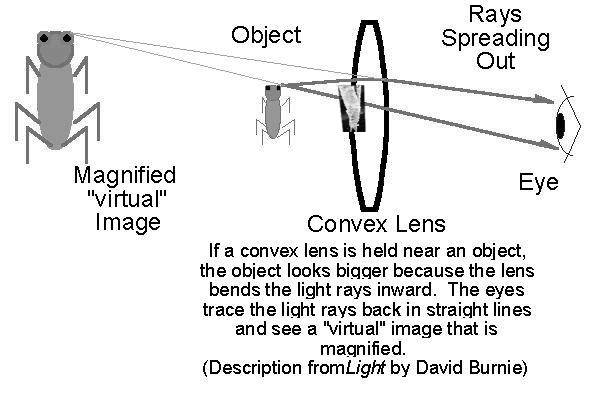 Rays
Spreading
Out
Object
Magnified
"virtual"
Image
Eye
Convex Lens
If a convex lens is held near an object,
the object looks bigger because the lens
bends the light rays inward.  The eyes
trace the light rays back in straight lines
and see a "virtual" image that is
magnified.
(Description fromLight by David Burnie)